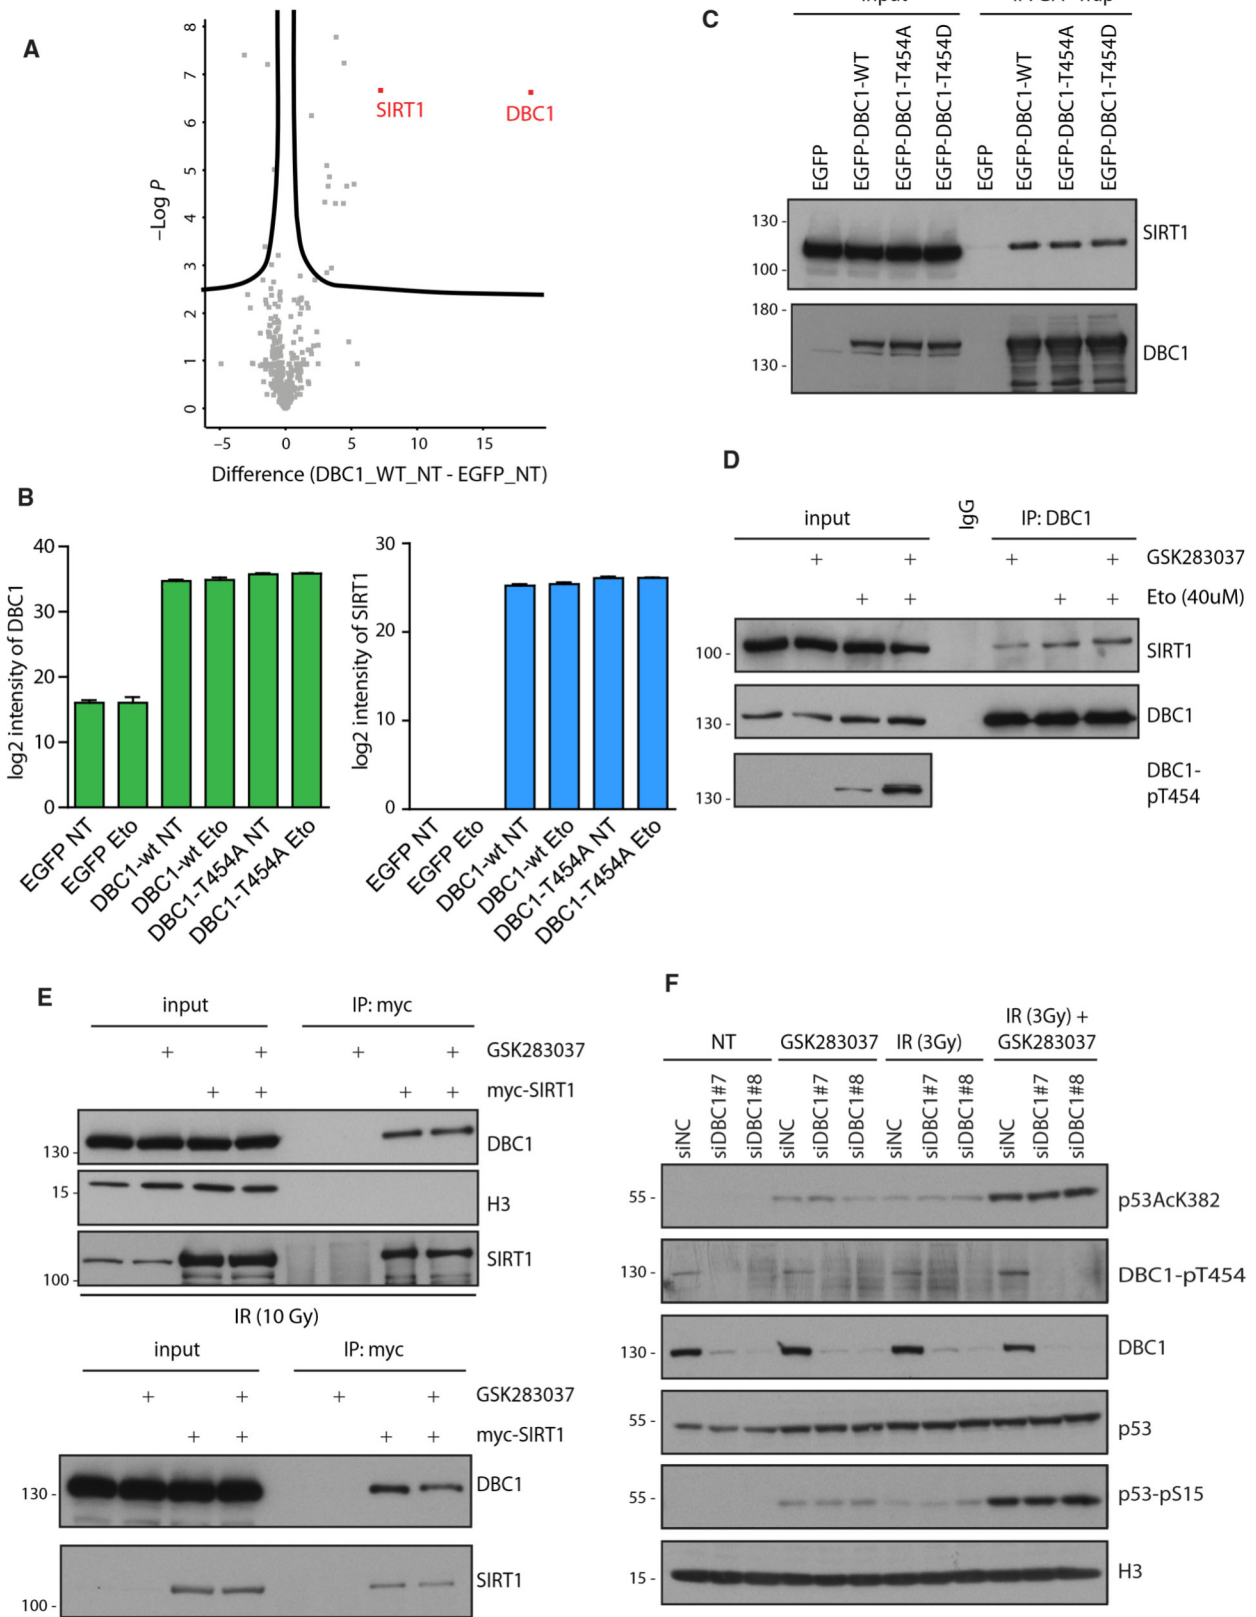 A
8
7
6
5
4
3
2
1
0
−Log P
SIRT1
DBC1
−5 0 5 10 15
Difference (DBC1_WT_NT - EGFP_NT)
B
log2 intensity of DBC1
40
30
20
10
0
EGFP NT
EGFP Eto
DBC1-wt NT
DBC1-wt Eto
DBC1-T454A NT
DBC1-T454A Eto
log2 intensity of SIRT1
30
20
10
0
EGFP NT
EGFP Eto
DBC1-wt NT
DBC1-wt Eto
DBC1-T454A NT
DBC1-T454A Eto
C
EGFP
EGFP-DBC1-WT
EGFP-DBC1-T454A
EGFP-DBC1-T454D
EGFP
EGFP-DBC1-WT
EGFP-DBC1-T454A
EGFP-DBC1-T454D
130 -
100 -
SIRT1
180 -
130 -
DBC1
D
input IgG IP: DBC1
+ + + + GSK283037
+ + + + Eto (40uM)
100 - SIRT1
130 - DBC1
130 - DBC1-
pT454
E
input IP: myc
+ + + + GSK283037
+ + + + myc-SIRT1
130 - DBC1
15 - H3
100 - SIRT1
IR (10 Gy)
input IP: myc
+ + + + GSK283037
+ + + + myc-SIRT1
130 - DBC1
100 - SIRT1
F
NT GSK283037 IR (3Gy) IR (3Gy) +
GSK283037
siNC
siDBC1#7
siDBC1#8
siNC
siDBC1#7
siDBC1#8
siNC
siDBC1#7
siDBC1#8
siNC
siDBC1#7
siDBC1#8
55 - p53AcK382
130 - DBC1-pT454
130 - DBC1
55 - p53
55 - p53-pS15
15 - H3